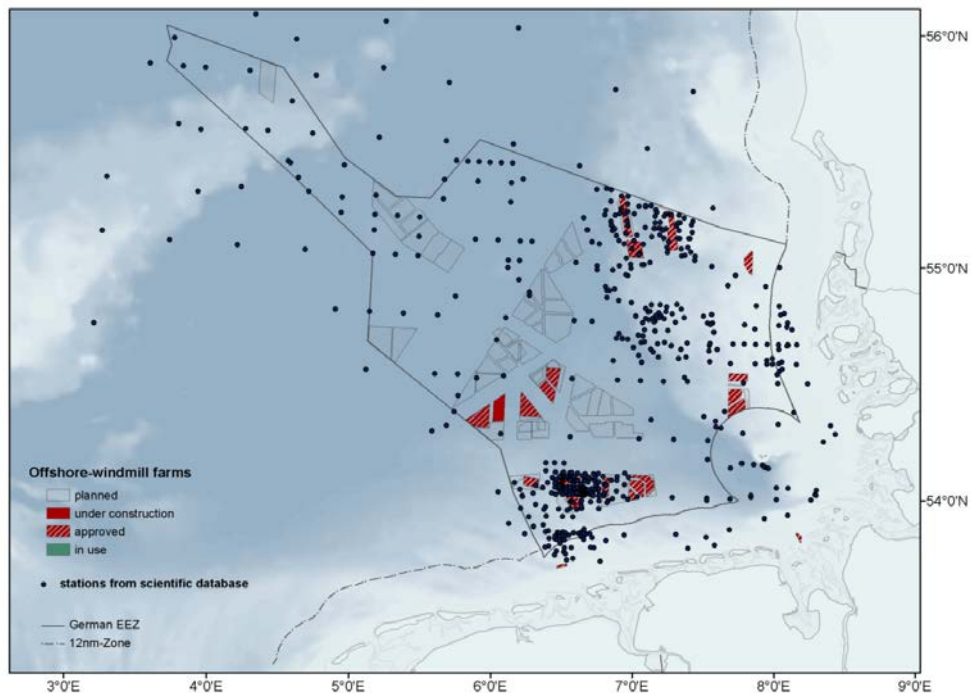 56°0'N
55°0'N
54°0'N
Offshore-windmill farms
planned
under construction
approved
in use
stations from scientific database
German EEZ
12nm-Zone
3°0'E 4°0'E 5°0'E 6°0'E 7°0'E 8°0'E 9°0'E